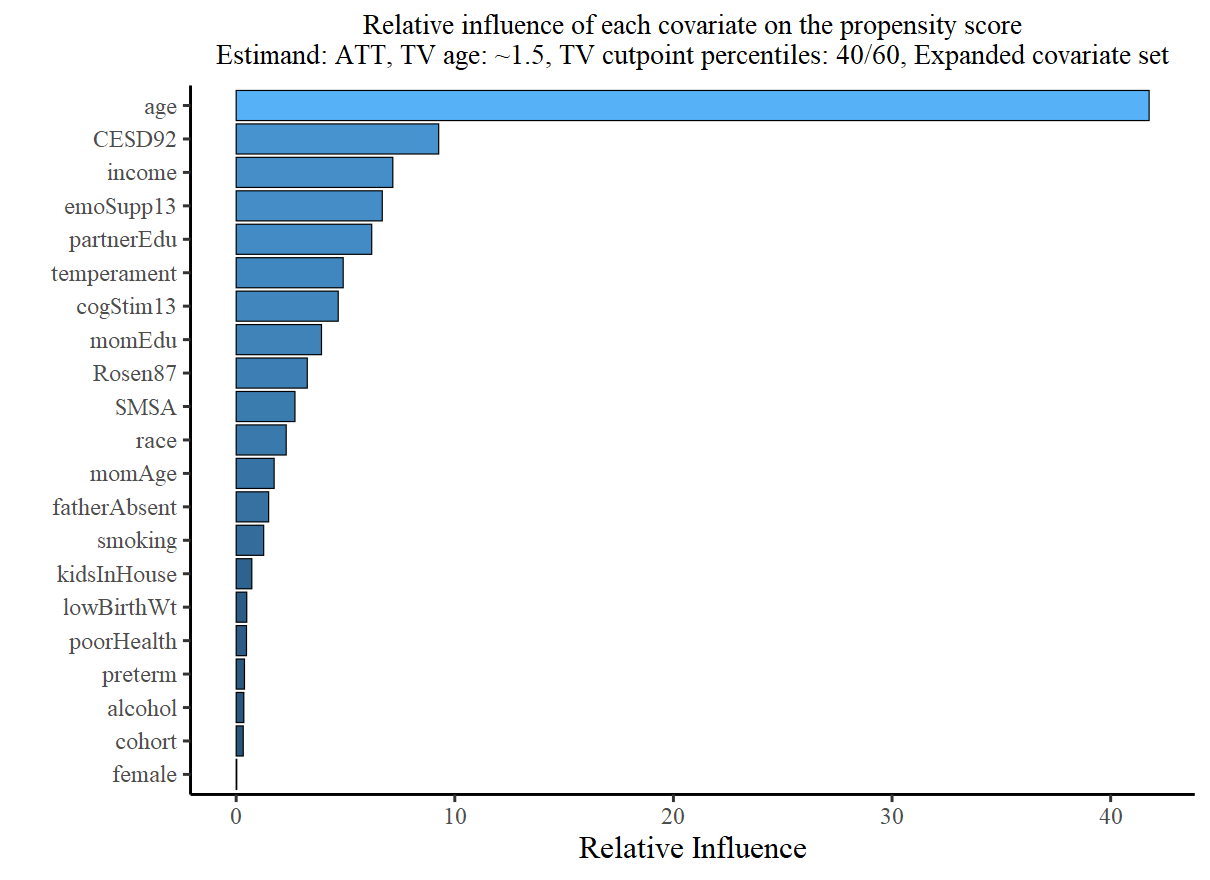 Relative influence of each covariate on the propensity score
Estimand: ATT, TV age: ~1.5, TV cutpoint percentiles: 40/60, Expanded covariate set
age
CESD92
income
emoSupp13
partnerEdu
temperament
cogStim13
momEdu
Rosen87
SMSA
race
momAge
fatherAbsent
smoking
kidsInHouse
lowBirthWt
poorHealth
preterm
alcohol
cohort
female
0 10 20 30 40
Relative Influence